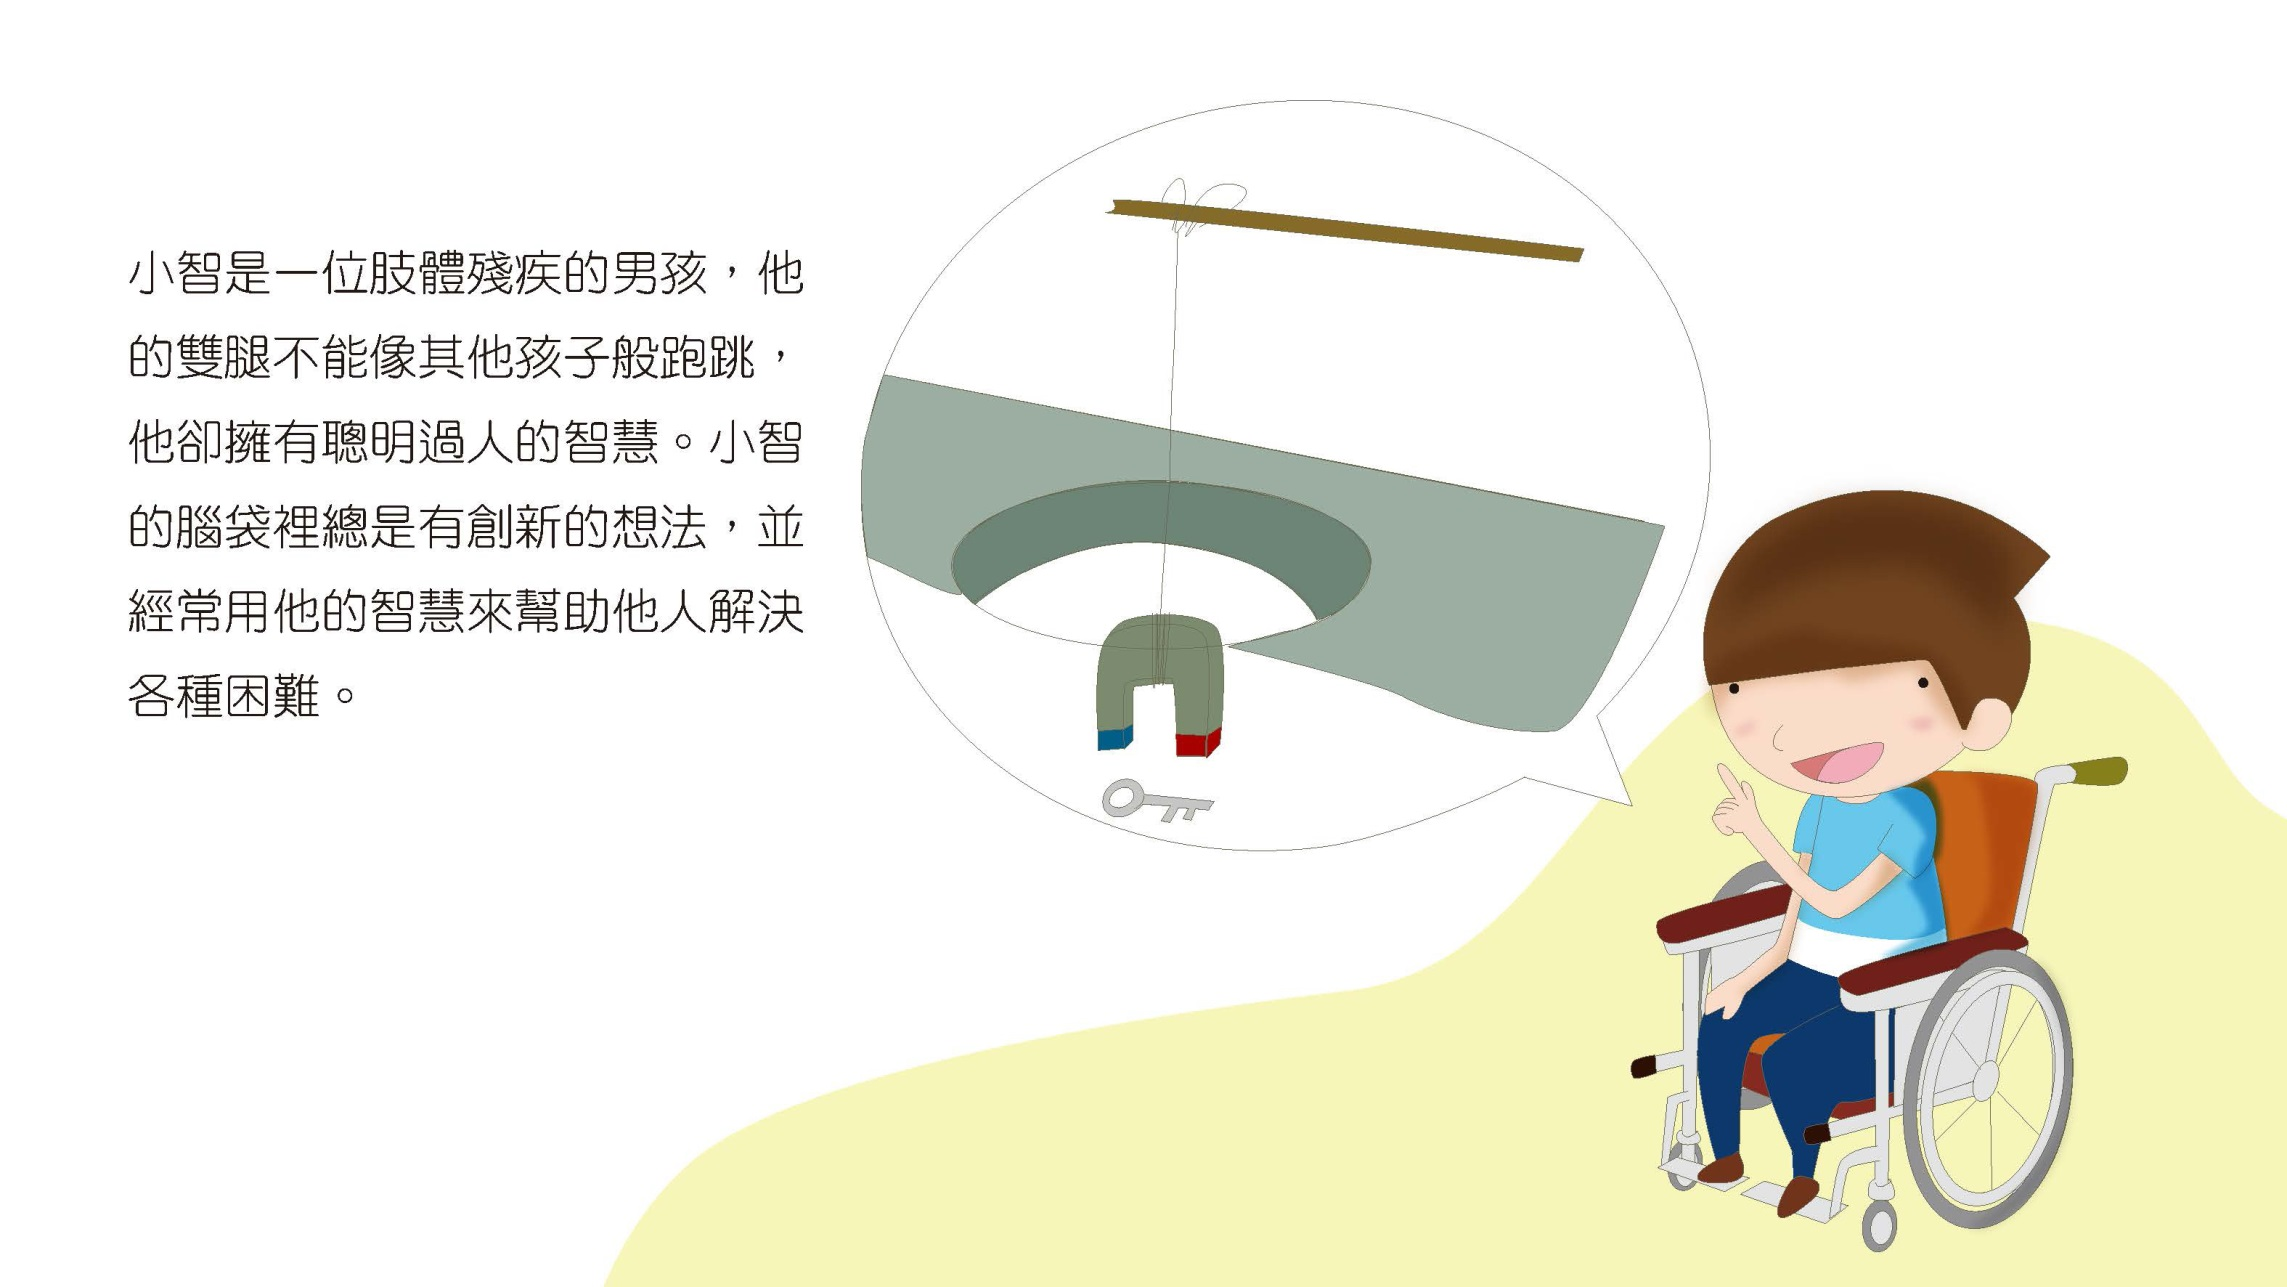 小智是一位肢體殘疾的男孩，他
的雙腿不能像其他孩子般跑跳，
他卻擁有聰明過人的智慧。小智
的腦袋裡總是有創新的想法，並
經常用他的智慧來幫助他人解決
各種困難。